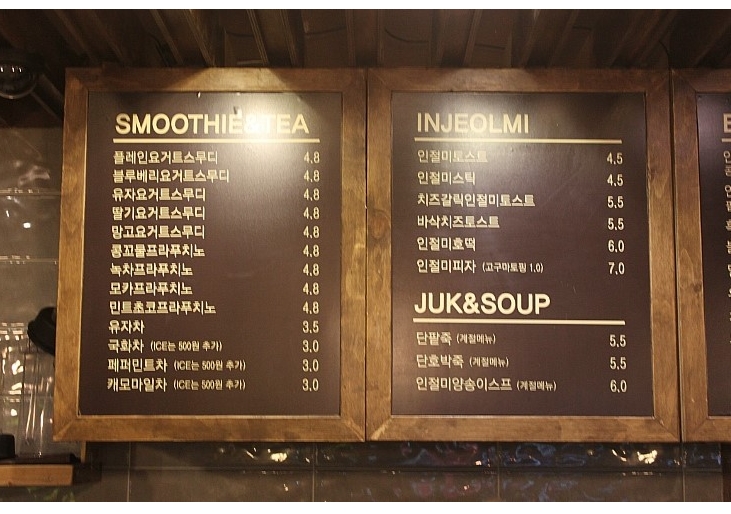 SMOOTHIE&TEA
플레인요거트스무디 4.8
블루베리요거트스무디 4.8
유자요거트스무디 4.8
딸기요거트스무디 4.8
망고요거트스무디 4.8
콩꼬물프라푸치노 4.8
녹차프라푸치노 4.8
모카프라푸치노 4.8
민트초코프라푸치노 4.8
유자차 3.5
국화차 (ICE는 500원 추가) 3.0
페퍼민트차 (ICE는 500원 추가) 3.0
캐모마일차 (ICE는 500원 추가) 3.0
INJEOLMI
인절미토스트 4.5
인절미스틱 4.5
치즈갈릭인절미토스트 5.5
바삭치즈토스트 5.5
인절미호떡 6.0
인절미피자 (고구마토핑 1.0) 7.0
JUK&SOUP
단팥죽 (계절메뉴) 5.5
단호박죽 (계절메뉴) 5.5
인절미양송이스프 (계절메뉴) 6.0